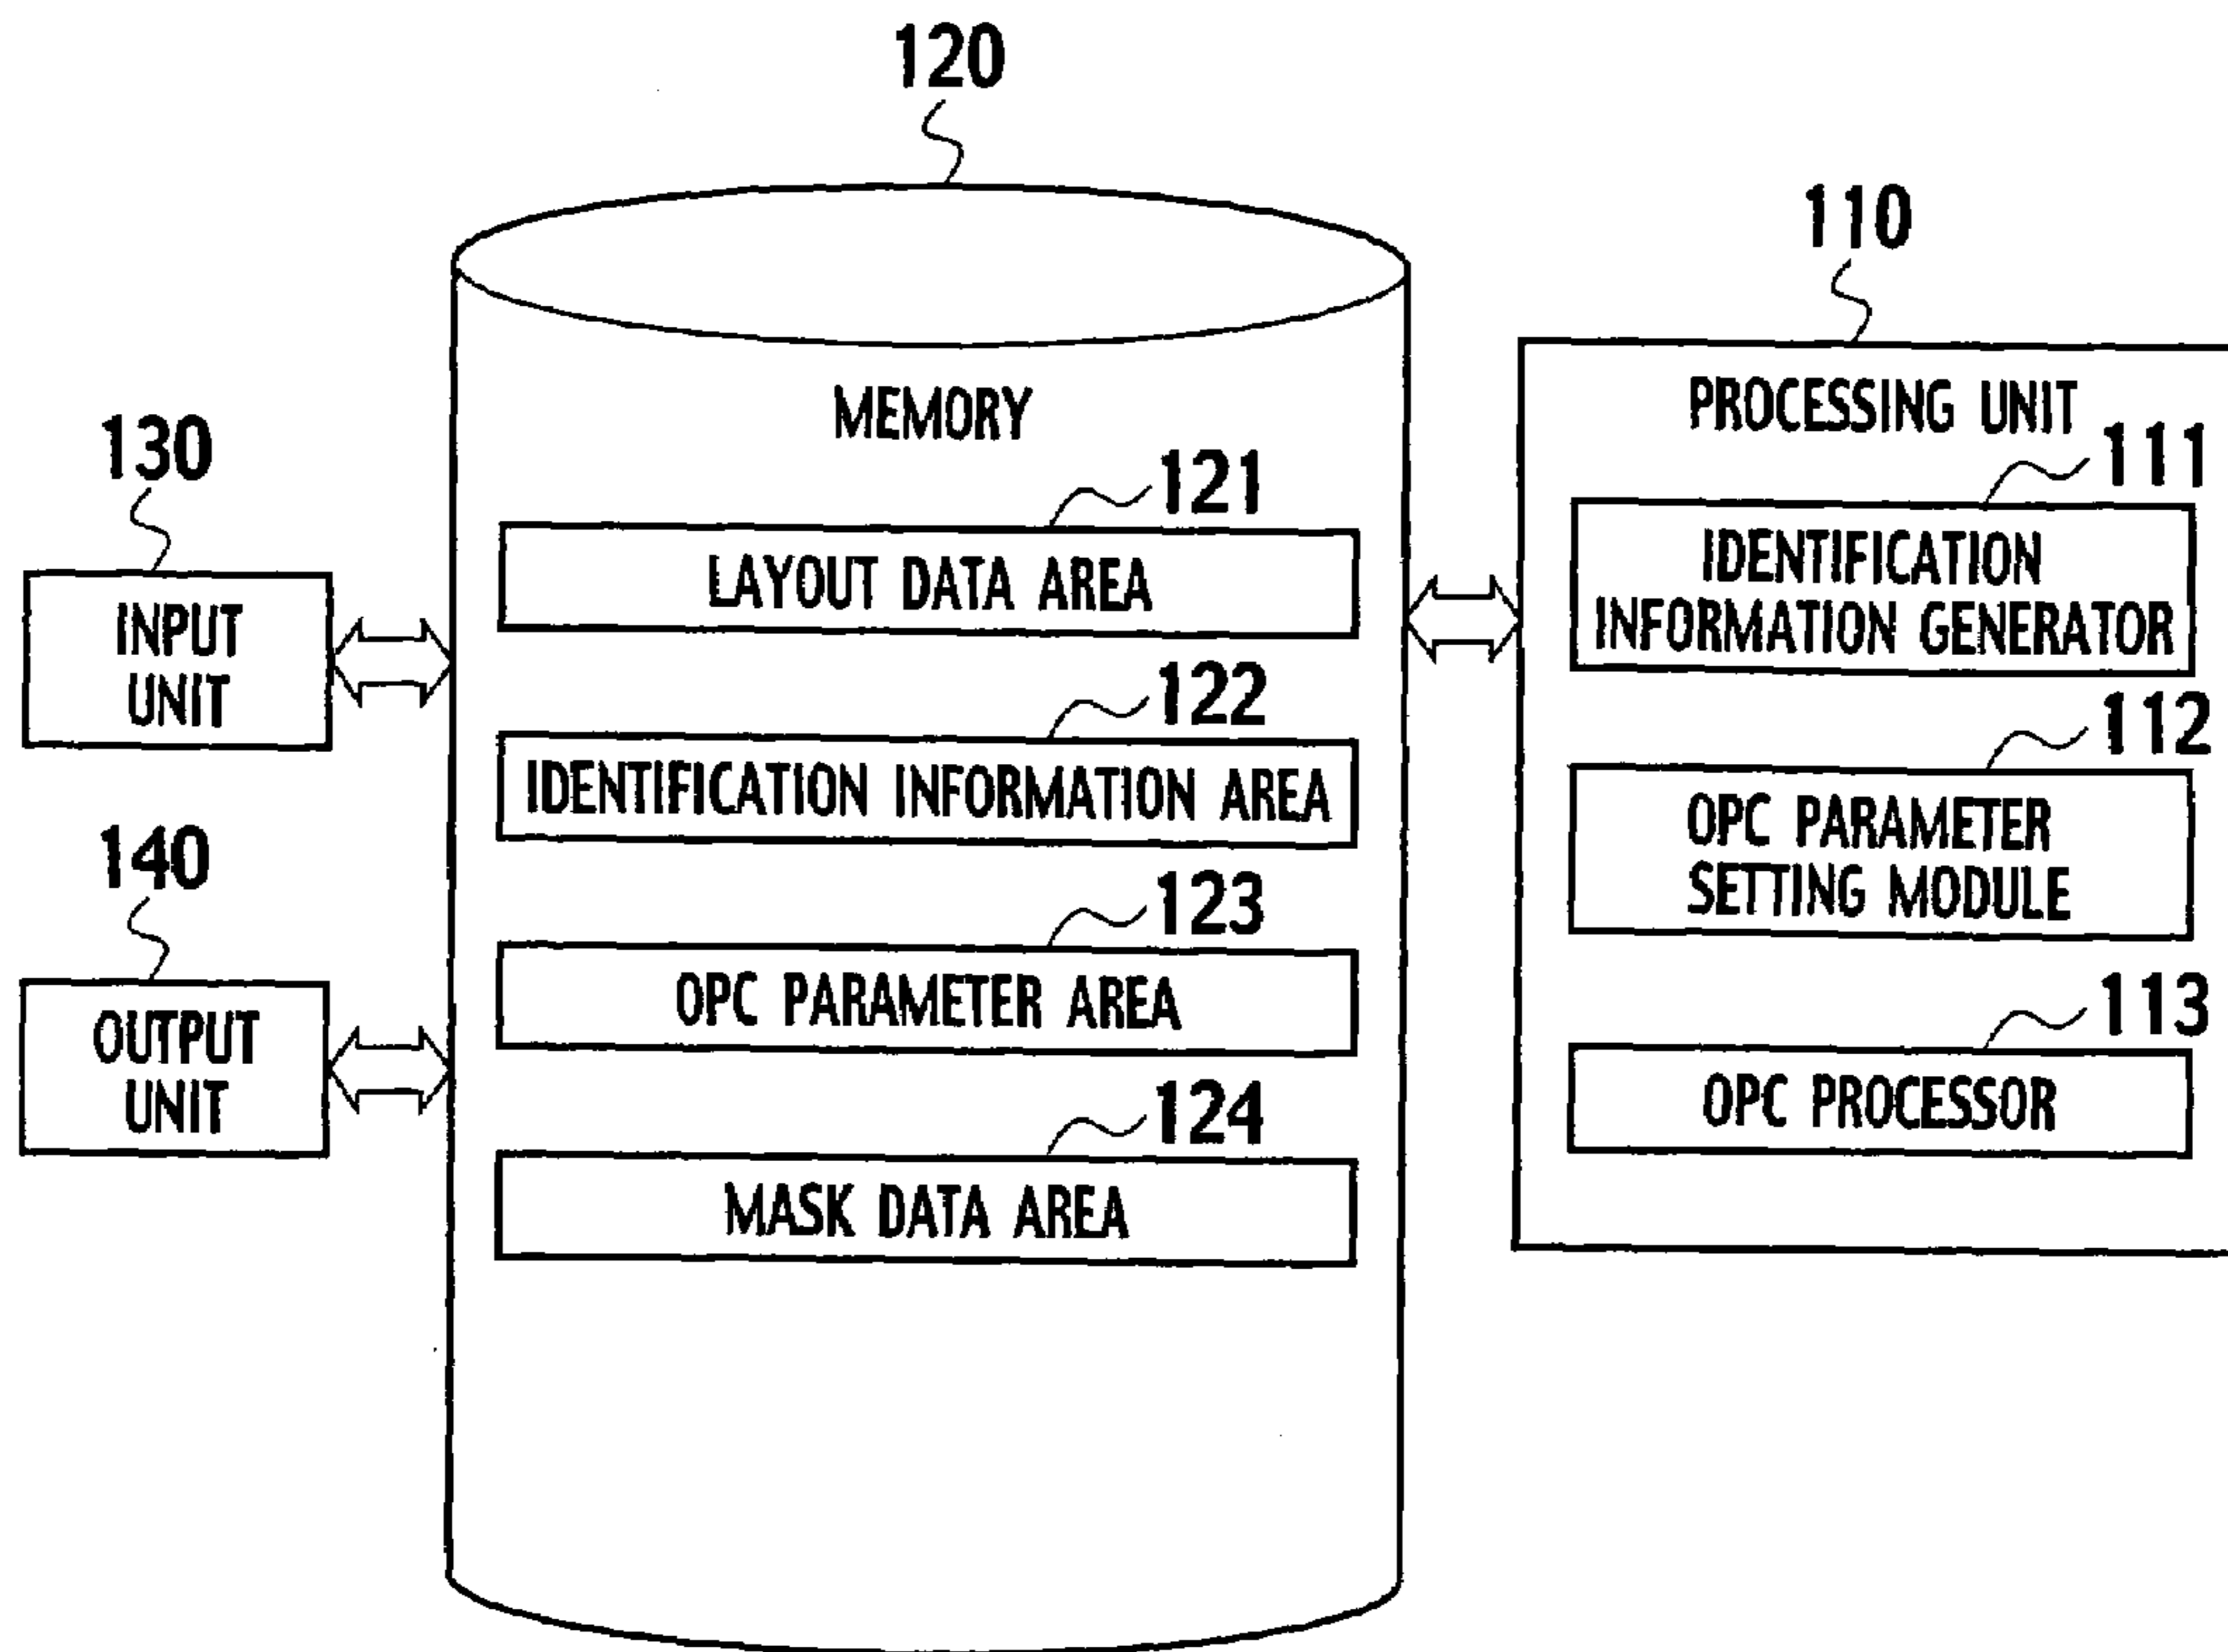 120
MEMORY
121
LAYOUT DATA AREA
122
IDENTIFICATION INFORMATION AREA
123
OPC PARAMETER AREA
124
MASK DATA AREA
130
INPUT
UNIT
140
OUTPUT
UNIT
110
PROCESSING UNIT
111
IDENTIFICATION
INFORMATION GENERATOR
112
OPC PARAMETER
SETTING MODULE
113
OPC PROCESSOR